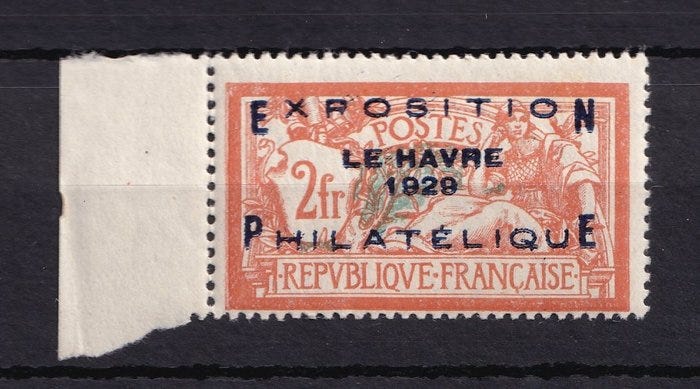 EXPOSITION
POSTES
LE HAVRE
1929
2fr
PHILATÉLIQUE
REPVBLIQVE·FRANÇAISE